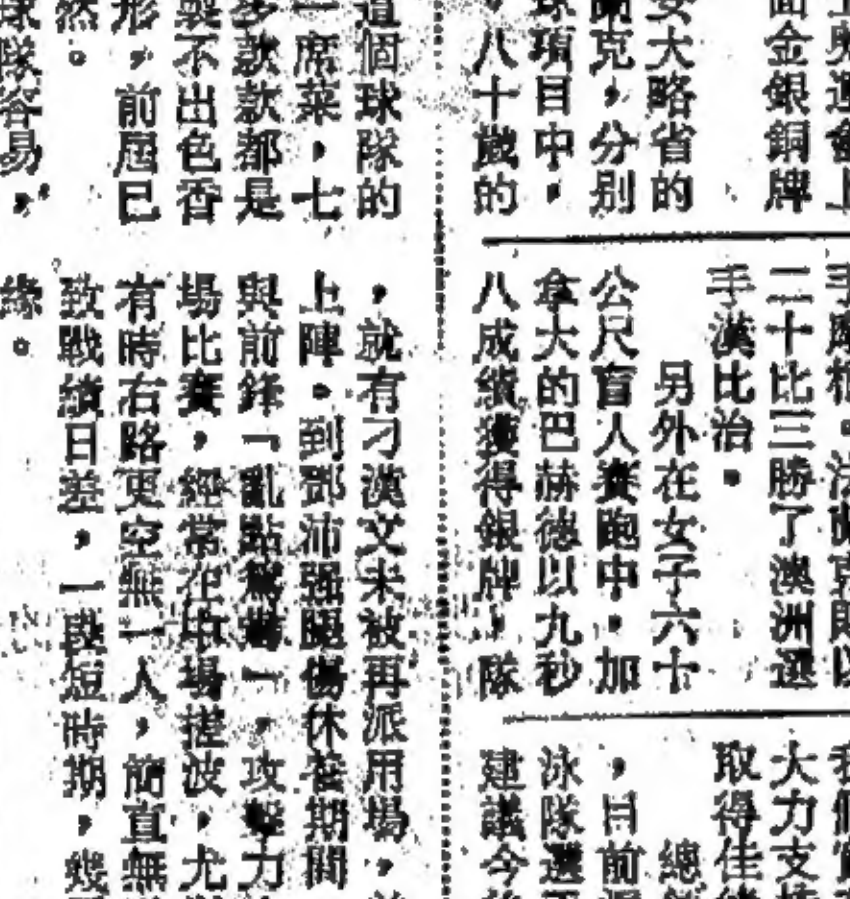 面金銀銅牌
安大略省的
蘭克，分別
球項目中，
，八十歲的
二十比三勝了澳洲選
手漢比治。
另外在女子六十
公尺盲人賽跑中，加
拿大的巴赫德以九秒
八成績獲得銀牌，隊
大力支持
取得佳績
總
，目前
泳隊選
建議今
這個球隊的
一席菜，七
多款款都是
製不出色香
形，前屆已
然。
球隊容易，
，就有刁漢文未被再派用場，
上陣。到鄧沛强腿傷休養期間
與前鋒「亂點鴛鴦」，攻擊力
場比賽，經常在中場搓波，尤
有時右路更空無一人，簡直無
致戰績日差，一段短時期，幾
緣。